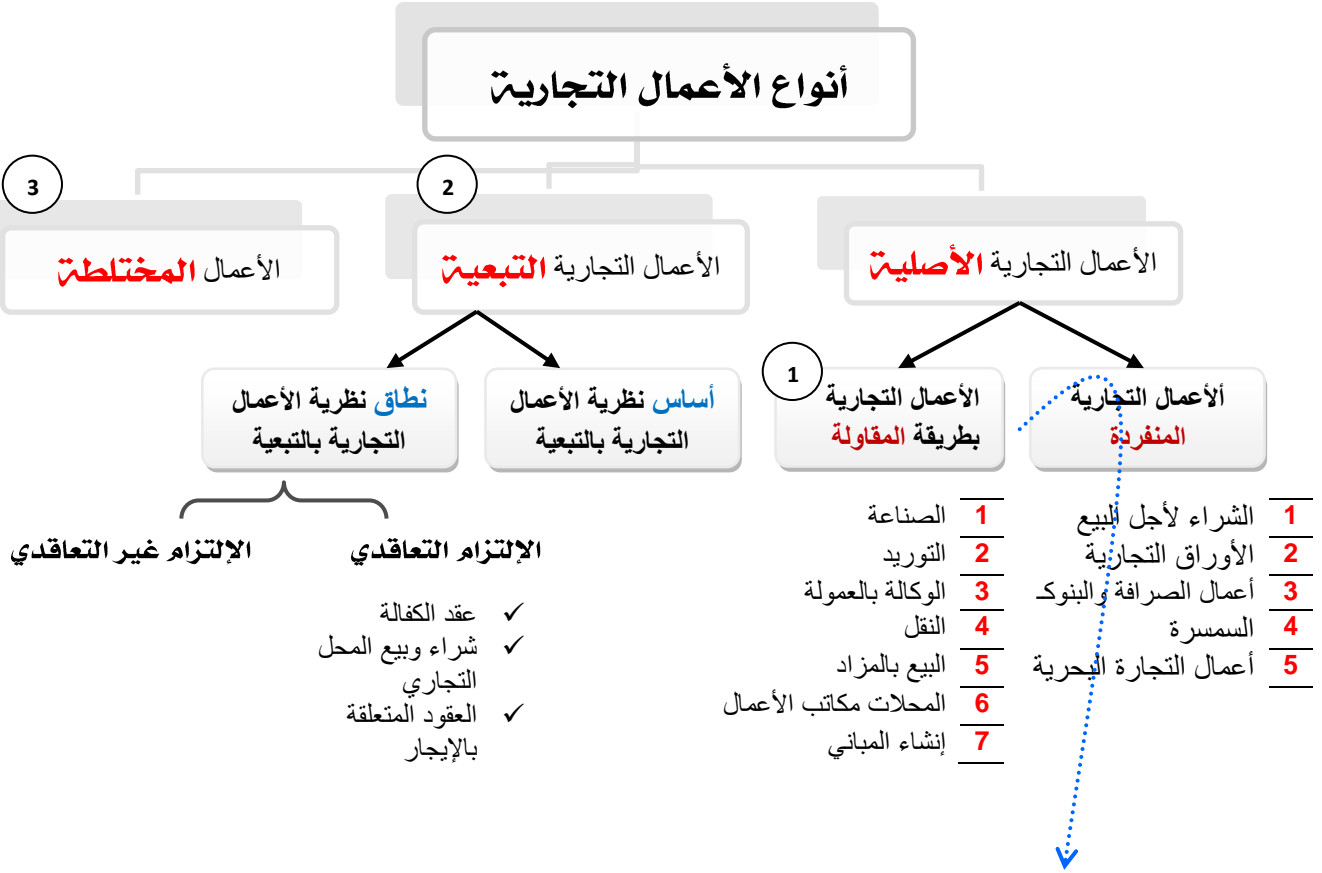 أنواع الأعمال التجارية
الأعمال التجارية الأصلية
2
الأعمال التجارية التبعية
3
الأعمال المختلطة
ألأعمال التجارية
المنفردة
1
الأعمال التجارية
بطريقة المقاولة
أساس نظرية الأعمال
التجارية بالتبعية
نطاق نظرية الأعمال
التجارية بالتبعية
1 الشراء لأجل البيع
2 الأوراق التجارية
3 أعمال الصرافة والبنوكـ
4 السمسرة
5 أعمال التجارة البحرية
1 الصناعة
2 التوريد
3 الوكالة بالعمولة
4 النقل
5 البيع بالمزاد
6 المحلات مكاتب الأعمال
7 إنشاء المباني
الإلتزام التعاقدي
✓ عقد الكفالة
✓ شراء وبيع المحل
التجاري
✓ العقود المتعلقة
بالإيجار
الإلتزام غير التعاقدي